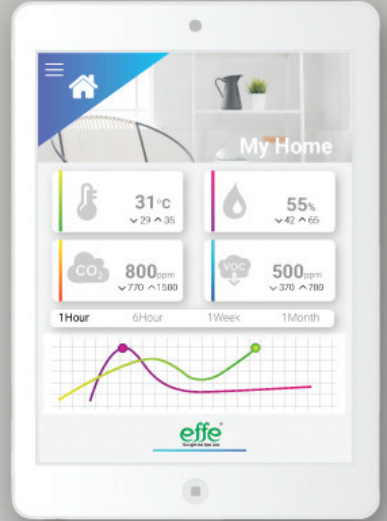 My Home
31°C
⌄29 ⌃35
55%
⌄42 ⌃65
CO₂
800ppm
⌄770 ⌃1500
VOC
500ppm
⌄370 ⌃700
1Hour 6Hour 1Week 1Month
effe